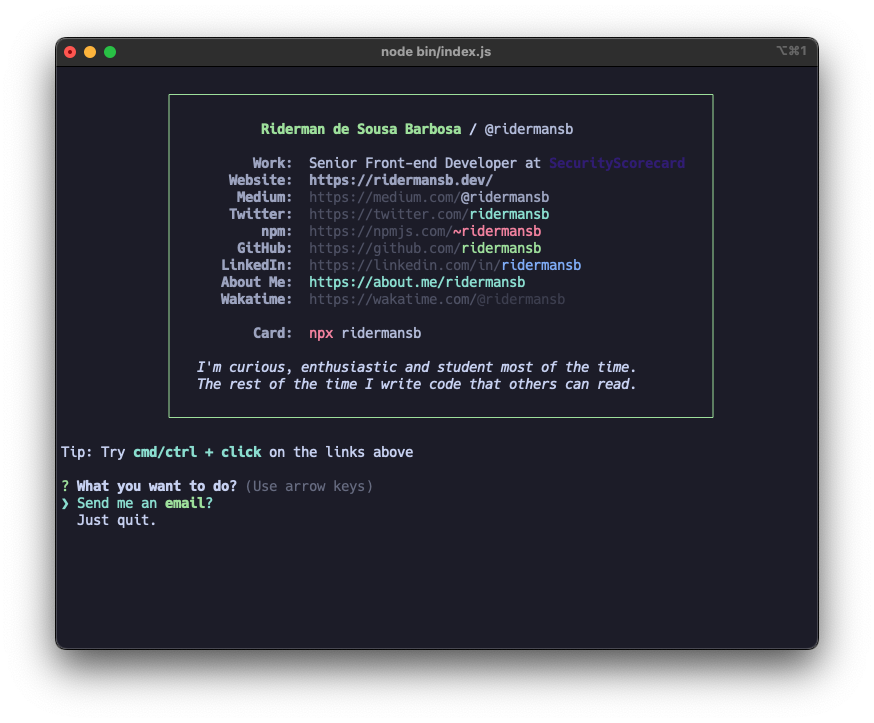 node bin/index.js
⌥⌘1
Riderman de Sousa Barbosa / @ridermansb
Work: Senior Front-end Developer at SecurityScorecard
Website: https://ridermansb.dev/
Medium: https://medium.com/@ridermansb
Twitter: https://twitter.com/ridermansb
npm: https://npmjs.com/~ridermansb
GitHub: https://github.com/ridermansb
LinkedIn: https://linkedin.com/in/ridermansb
About Me: https://about.me/ridermansb
Wakatime: https://wakatime.com/@ridermansb
Card: npx ridermansb
I'm curious, enthusiastic and student most of the time.
The rest of the time I write code that others can read.
Tip: Try cmd/ctrl + click on the links above
? What you want to do? (Use arrow keys)
❯ Send me an email?
Just quit.